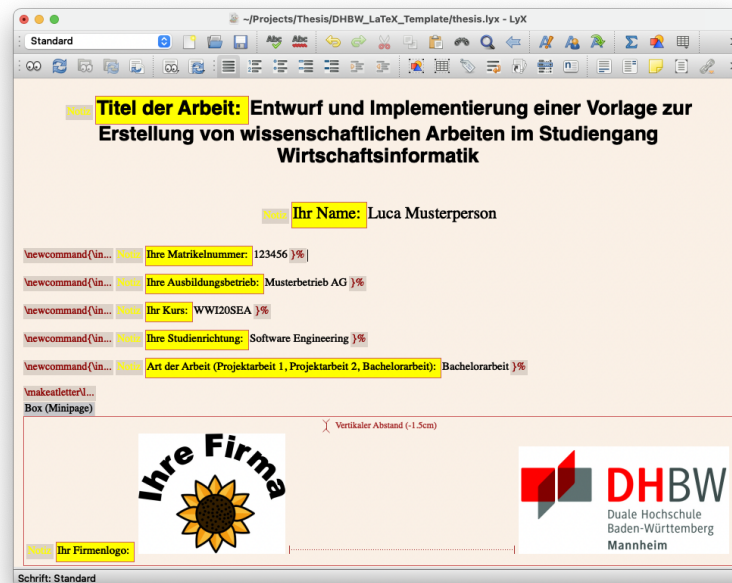 ~/Projects/Thesis/DHBW_LaTeX_Template/thesis.lyx - LyX
Standard
Notiz Titel der Arbeit: Entwurf und Implementierung einer Vorlage zur
Erstellung von wissenschaftlichen Arbeiten im Studiengang
Wirtschaftsinformatik
Notiz Ihr Name: Luca Musterperson
\newcommand{\in... Notiz Ihre Matrikelnummer: 123456 }%
\newcommand{\in... Notiz Ihre Ausbildungsbetrieb: Musterbetrieb AG }%
\newcommand{\in... Notiz Ihr Kurs: WWI20SEA }%
\newcommand{\in... Notiz Ihre Studienrichtung: Software Engineering }%
\newcommand{\in... Notiz Art der Arbeit (Projektarbeit 1, Projektarbeit 2, Bachelorarbeit): Bachelorarbeit }%
\makeatletter\l...
Box (Minipage)
Vertikaler Abstand (-1.5cm)
Ihre Firma
DHBW
Duale Hochschule
Baden-Württemberg
Mannheim
Notiz Ihr Firmenlogo:
Schrift: Standard